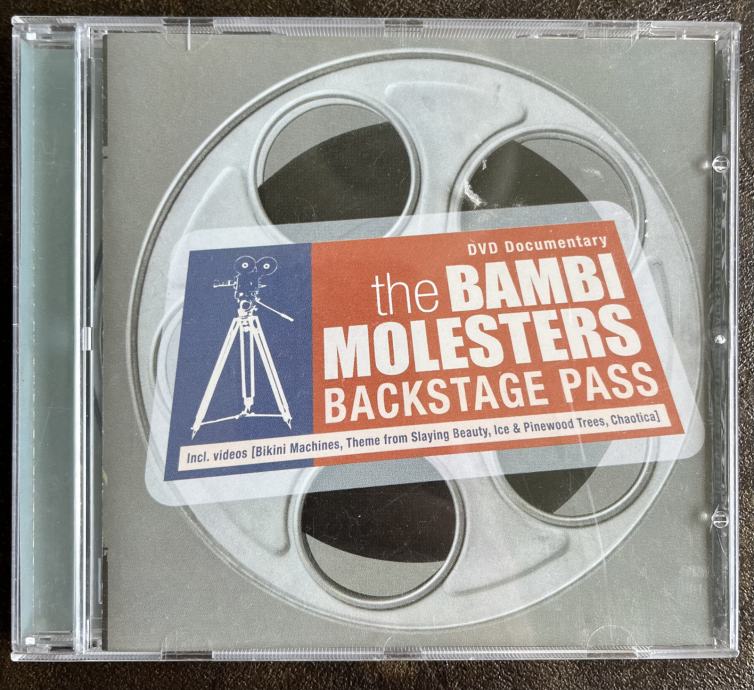 DVD Documentary
the BAMBI
MOLESTERS
BACKSTAGE PASS
Incl. videos [Bikini Machines, Theme from Slaying Beauty, Ice & Pinewood Trees, Chaotica]